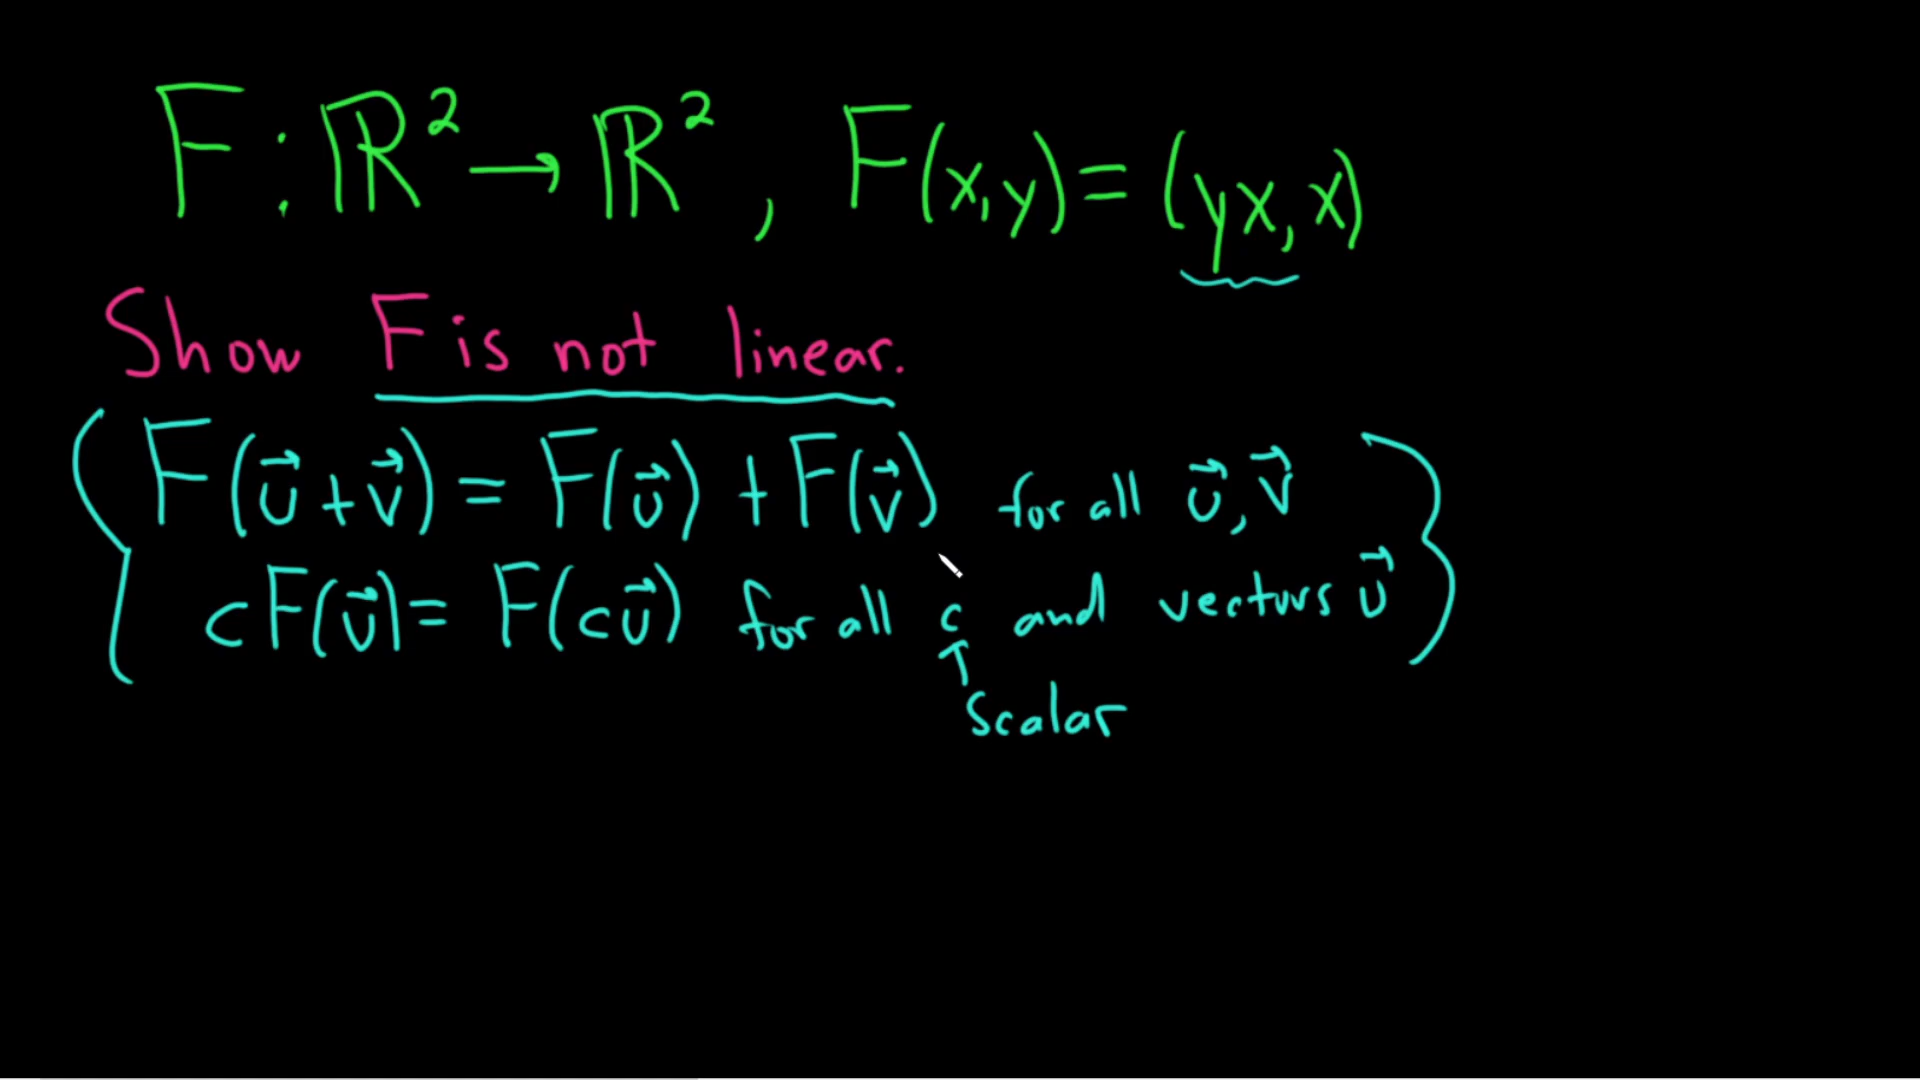 F: ℝ² → ℝ², F(x,y) = (yx, x)
Show F is not linear.
F(u⃗ + v⃗) = F(u⃗) + F(v⃗) for all u⃗, v⃗
cF(u⃗) = F(cu⃗) for all c and vectors u⃗
↑
scalar